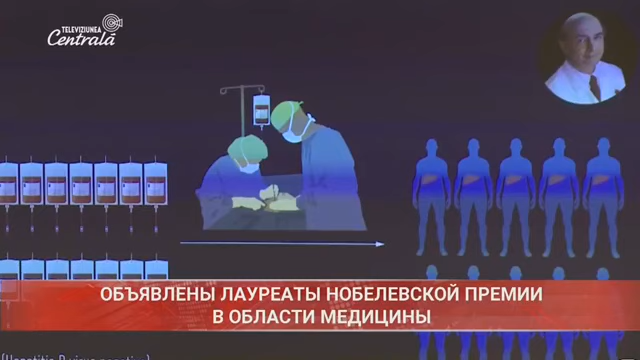 TELEVIZIUNEA
Centrală
ОБЪЯВЛЕНЫ ЛАУРЕАТЫ НОБЕЛЕВСКОЙ ПРЕМИИ
В ОБЛАСТИ МЕДИЦИНЫ